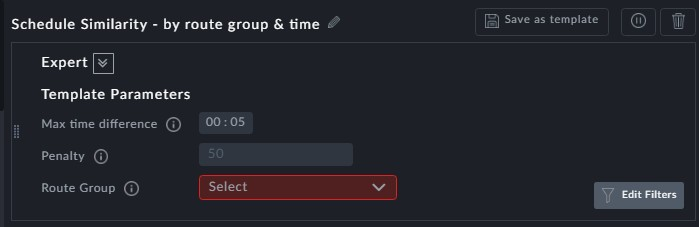 Schedule Similarity - by route group & time
Save as template
Expert
Template Parameters
Max time difference
00 : 05
Penalty
50
Route Group
Select
Edit Filters